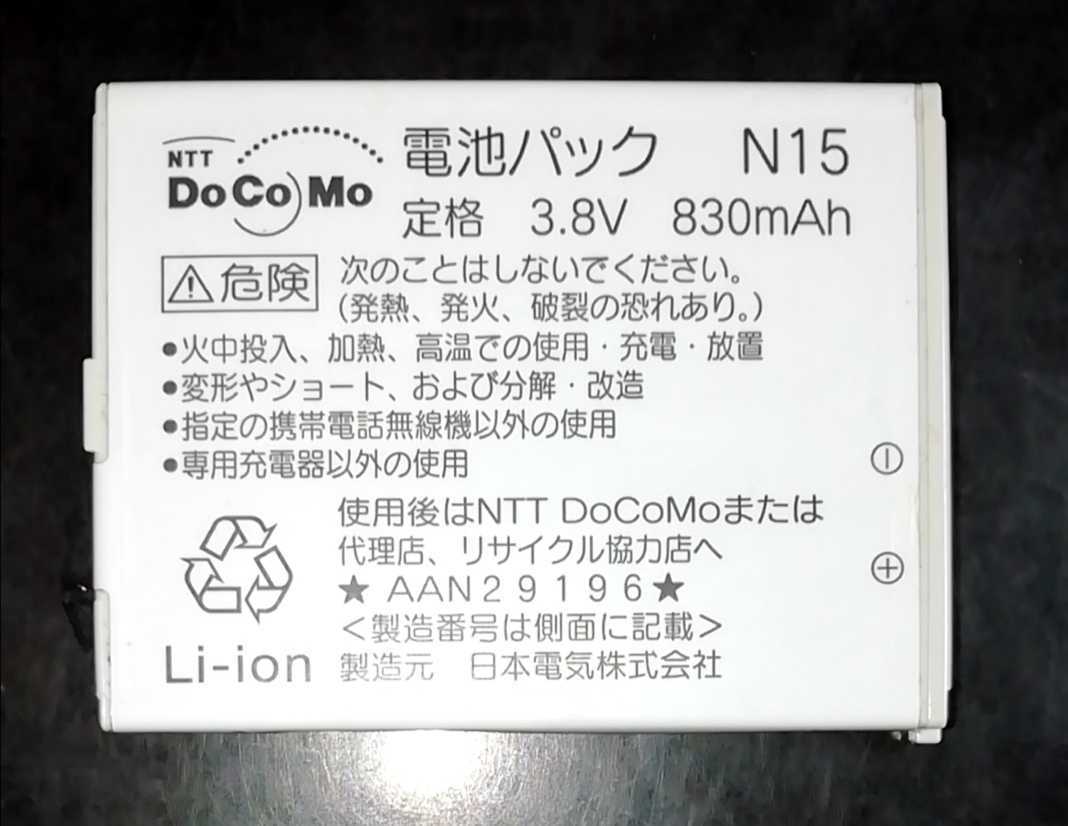 NTT
DoCoMo
電池パック N15
定格 3.8V 830mAh
危険
次のことはしないでください。
(発熱、発火、破裂の恐れあり。)
●火中投入、加熱、高温での使用・充電・放置
●変形やショート、および分解・改造
●指定の携帯電話無線機以外の使用
●専用充電器以外の使用
使用後はNTT DoCoMoまたは
代理店、リサイクル協力店へ
★ AAN29196★
<製造番号は側面に記載>
Li-ion
製造元 日本電気株式会社